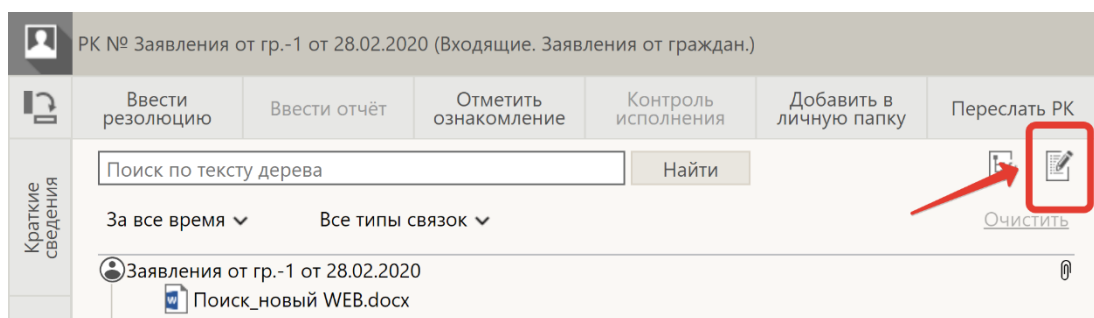 РК № Заявления от гр.-1 от 28.02.2020 (Входящие. Заявления от граждан.)
Ввести резолюцию
Ввести отчёт
Отметить ознакомление
Контроль исполнения
Добавить в личную папку
Переслать РК
Краткие сведения
Поиск по тексту дерева
Найти
За все время
Все типы связок
Очистить
Заявления от гр.-1 от 28.02.2020
Поиск_новый WEB.docx